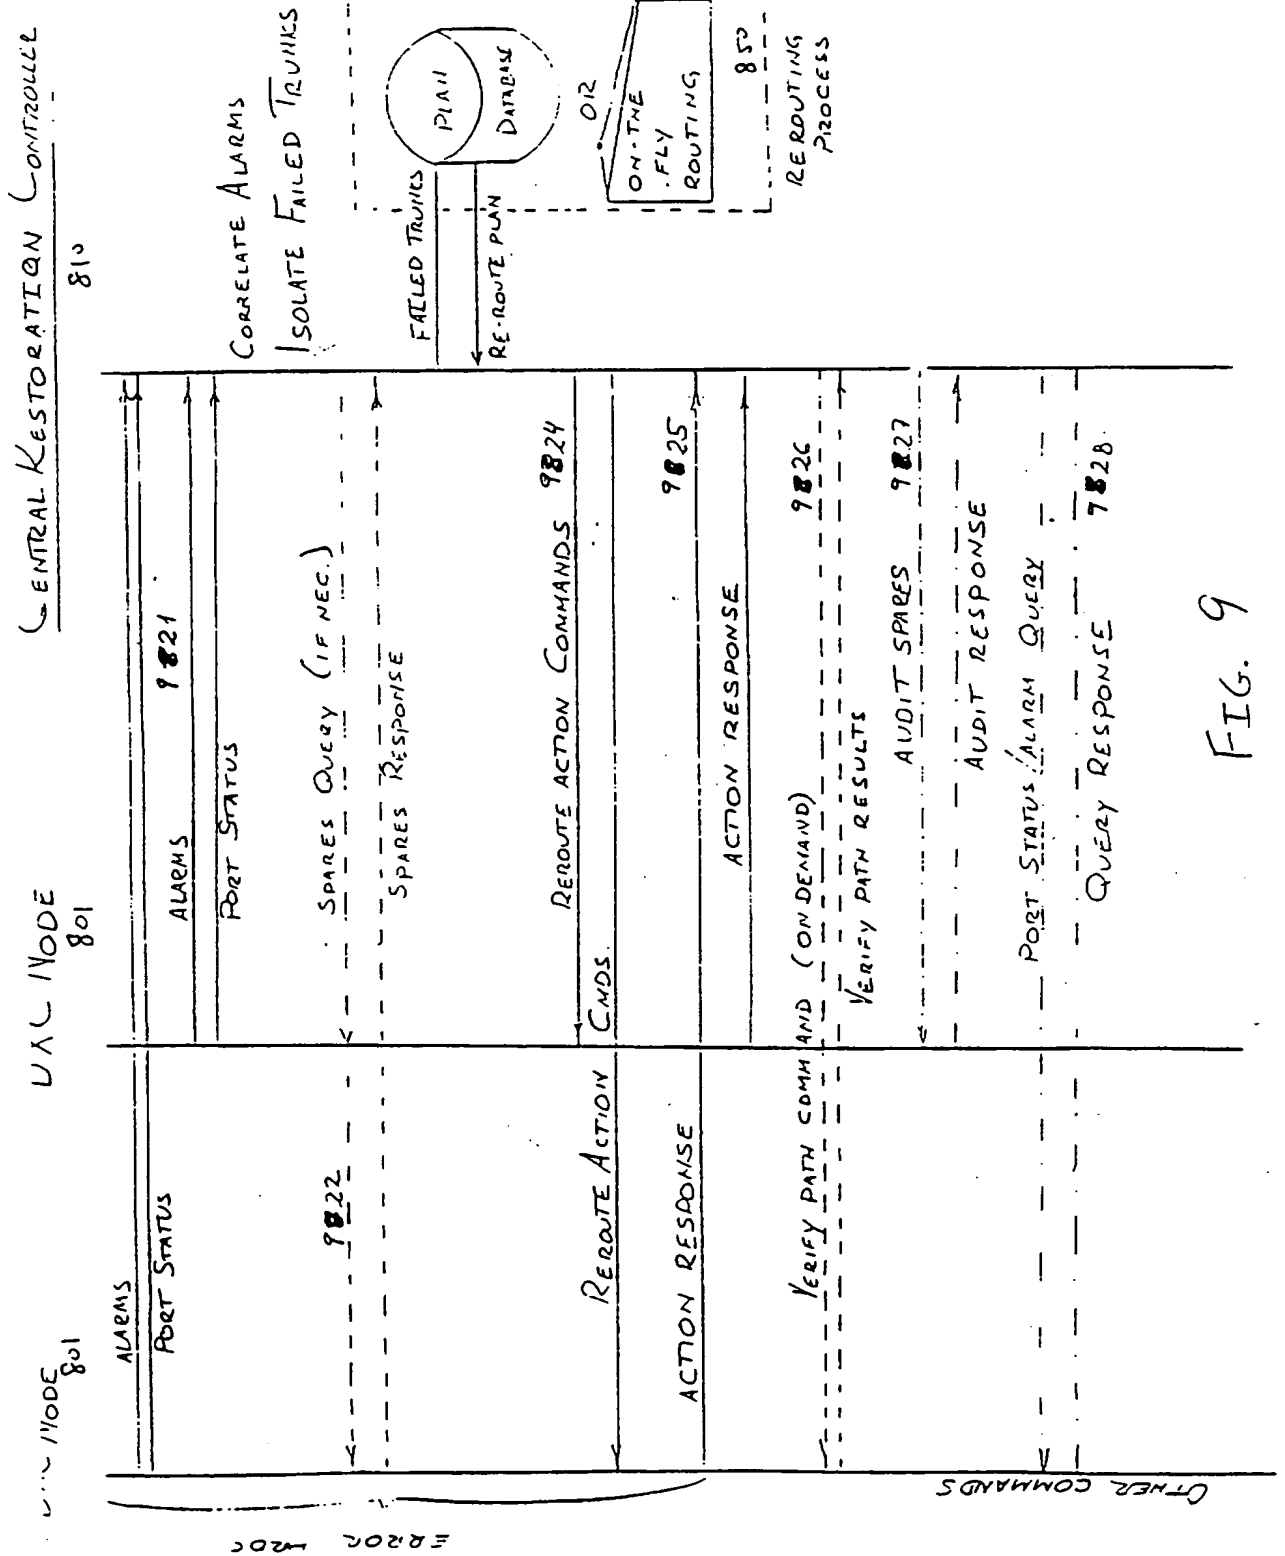 NODE
801
NODE
801
CENTRAL RESTORATION CONTROLLER
810
ALARMS
PORT STATUS
9821
ALARMS
PORT STATUS
CORRELATE ALARMS
ISOLATE FAILED TRUNKS
9822
SPARES QUERY (IF NEC.)
SPARES RESPONSE
FAILED TRUNKS
RE-ROUTE PLAN
PLAN
DATABASE
OR
ON-THE
FLY
ROUTING
850
REROUTING
PROCESS
REROUTE ACTION COMMANDS 9824
REROUTE ACTION CMDS.
9825
ACTION RESPONSE
ACTION RESPONSE
9826
VERIFY PATH COMMAND (ON DEMAND)
VERIFY PATH RESULTS
AUDIT SPARES 9827
AUDIT RESPONSE
PORT STATUS/ALARM QUERY
QUERY RESPONSE 9828
ERROR
OTHER COMMANDS
FIG. 9